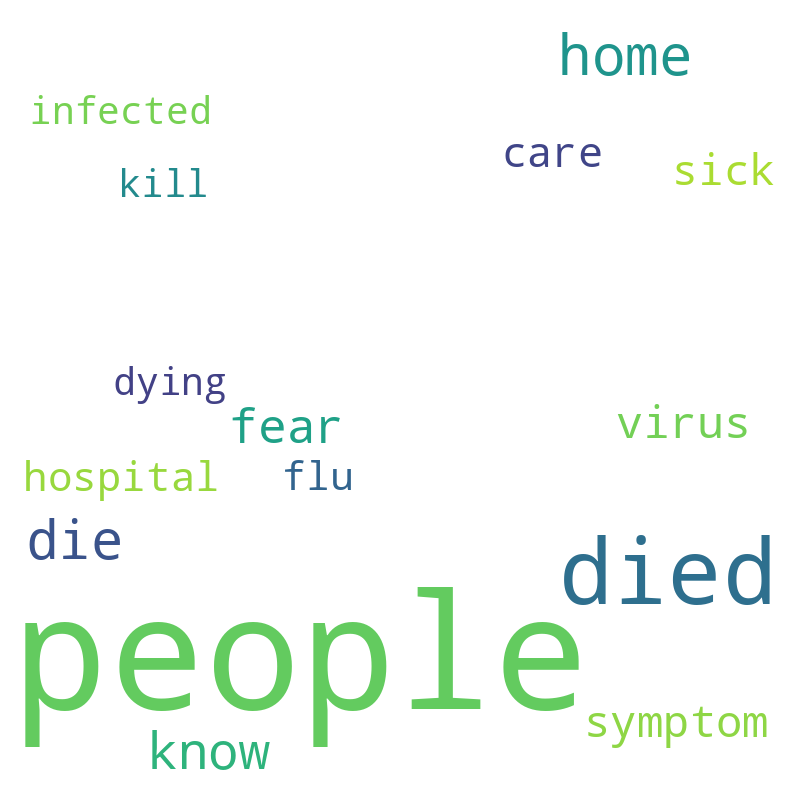 home
infected
care
sick
kill
dying
fear
virus
hospital
flu
die
died
people
symptom
know